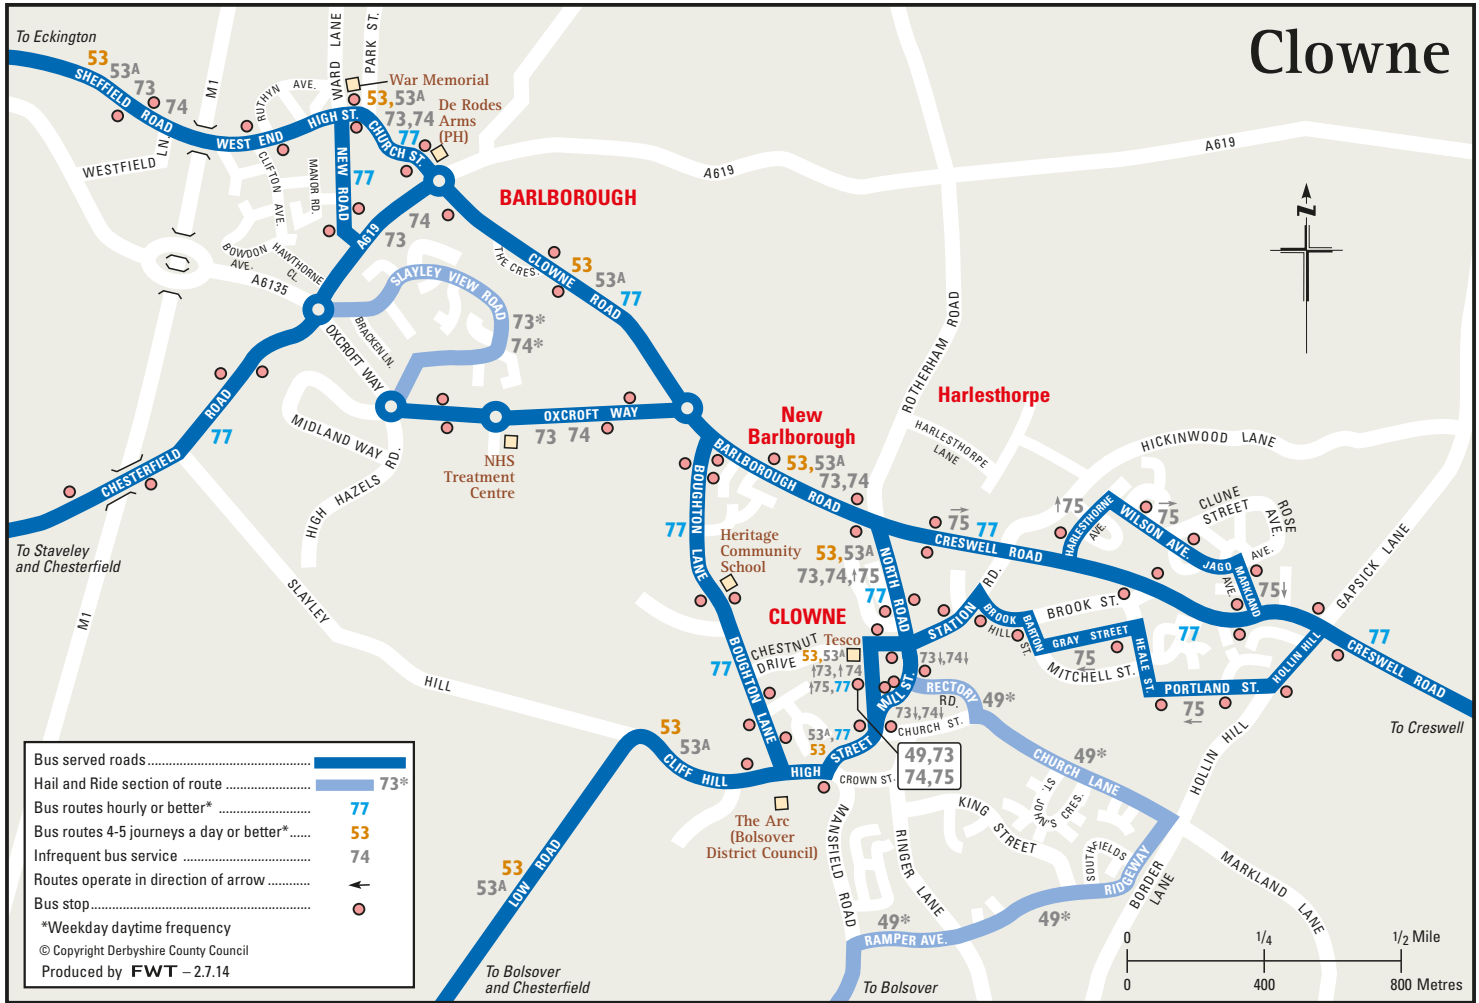 Clowne
To Eckington
53
53A
73
74
SHEFFIELD ROAD
M1
WEST END
HIGH ST.
WARD LANE
PARK ST.
RUTHYN AVE.
War Memorial
53, 53A
73,74
77
De Rodes
Arms
(PH)
CHURCH ST.
WESTFIELD LN.
CLIFTON AVE.
MANOR RD.
NEW ROAD
77
A619
73
74
BARLBOROUGH
A619
A619
BOWDON AVE.
HAWTHORNE CL.
A6135
THE CRES.
CLOWNE ROAD
53
53A
77
SLAYLEY VIEW ROAD
73*
74*
BRACKEN LN.
OXCROFT WAY
OXCROFT WAY
73 74
NHS
Treatment
Centre
MIDLAND WAY
HIGH HAZELS RD.
CHESTERFIELD ROAD
77
To Staveley
and Chesterfield
M1
SLAYLEY HILL
N
ROTHERHAM ROAD
Harlesthorpe
HARLESTHORPE LANE
New
Barlborough
53, 53A
73,74
BARLBOROUGH ROAD
BOUGHTON LANE
77
Heritage
Community
School
53, 53A
73,74, 75
77
NORTH ROAD
75
77
CRESWELL ROAD
HICKINWOOD LANE
75
HARLESTHORNE AVE.
WILSON AVE.
75
CLUNE STREET
ROSE AVE.
JAGO AVE.
MARKLAND AVE.
75
GAPSICK LANE
77
77
CRESWELL ROAD
To Creswell
CLOWNE
Tesco
CHESTNUT DRIVE
53, 53A
73, 74
75, 77
BOUGHTON LANE
77
STATION RD.
BROOK ST.
BROOK HILL ST.
BARTON
GRAY STREET
75
MITCHELL ST.
HEALE ST.
PORTLAND ST.
75
HOLLIN HILL
HOLLIN HILL
73 74
MILL ST.
RECTORY RD.
49*
73 74
CHURCH ST.
53A, 77
53
HIGH STREET
49,73
74,75
CROWN ST.
49*
CHURCH LANE
53
53A
CLIFF HILL
The Arc
(Bolsover
District Council)
MANSFIELD ROAD
RINGER LANE
KING STREET
ST. JOHN'S CRES.
SOUTHFIELDS
RIDGEWAY
BORDER LANE
MARKLAND LANE
49*
RAMPER AVE.
49*
53
53A
LOW ROAD
To Bolsover
and Chesterfield
To Bolsover
Bus served roads
Hail and Ride section of route 73*
Bus routes hourly or better* 77
Bus routes 4-5 journeys a day or better* 53
Infrequent bus service 74
Routes operate in direction of arrow
Bus stop
*Weekday daytime frequency
© Copyright Derbyshire County Council
Produced by FWT – 2.7.14
0 1/4 1/2 Mile
0 400 800 Metres